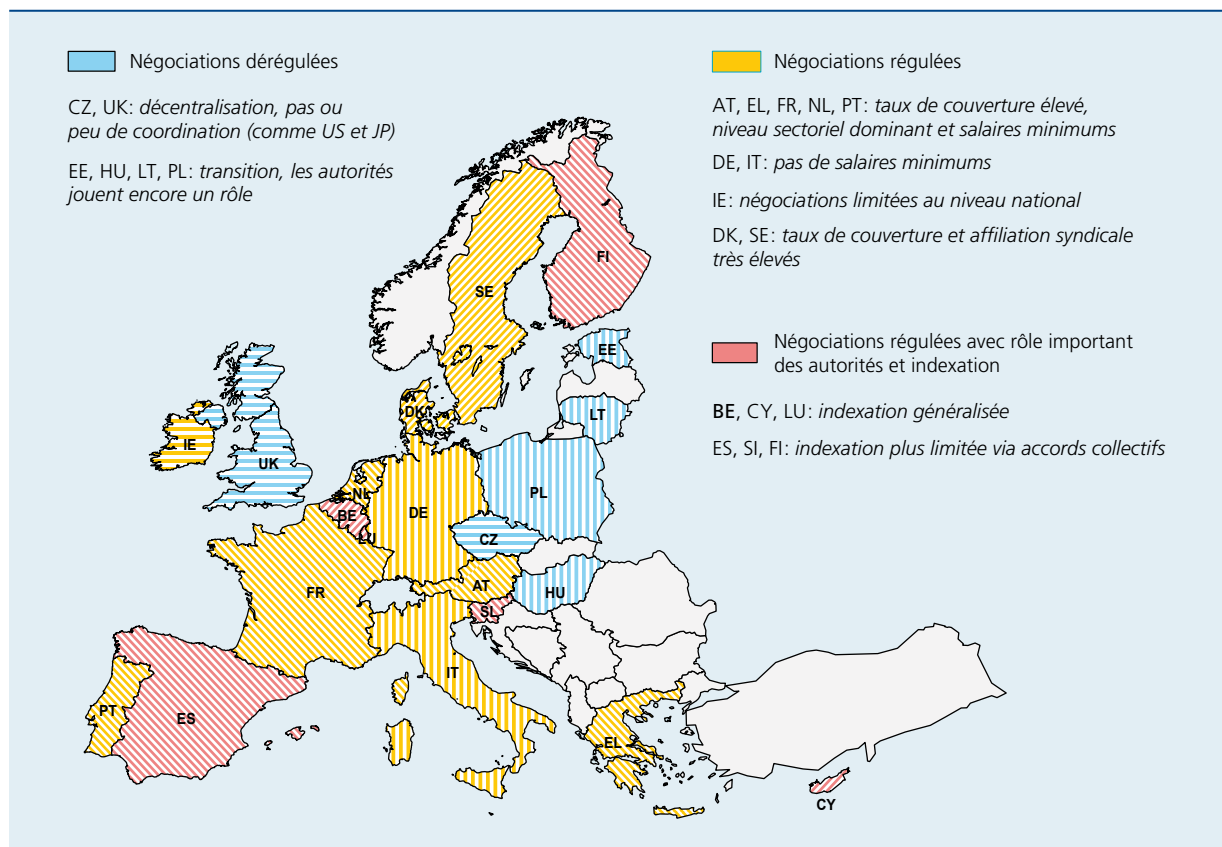 Négociations dérégulées
CZ, UK: décentralisation, pas ou
peu de coordination (comme US et JP)
EE, HU, LT, PL: transition, les autorités
jouent encore un rôle
Négociations régulées
AT, EL, FR, NL, PT: taux de couverture élevé,
niveau sectoriel dominant et salaires minimums
DE, IT: pas de salaires minimums
IE: négociations limitées au niveau national
DK, SE: taux de couverture et affiliation syndicale
très élevés
Négociations régulées avec rôle important
des autorités et indexation
BE, CY, LU: indexation généralisée
ES, SI, FI: indexation plus limitée via accords collectifs
FI
SE
EE
DK
LT
IE
UK
NL
PL
BE
DE
LU
CZ
FR
AT
HU
SL
IT
PT
ES
EL
CY